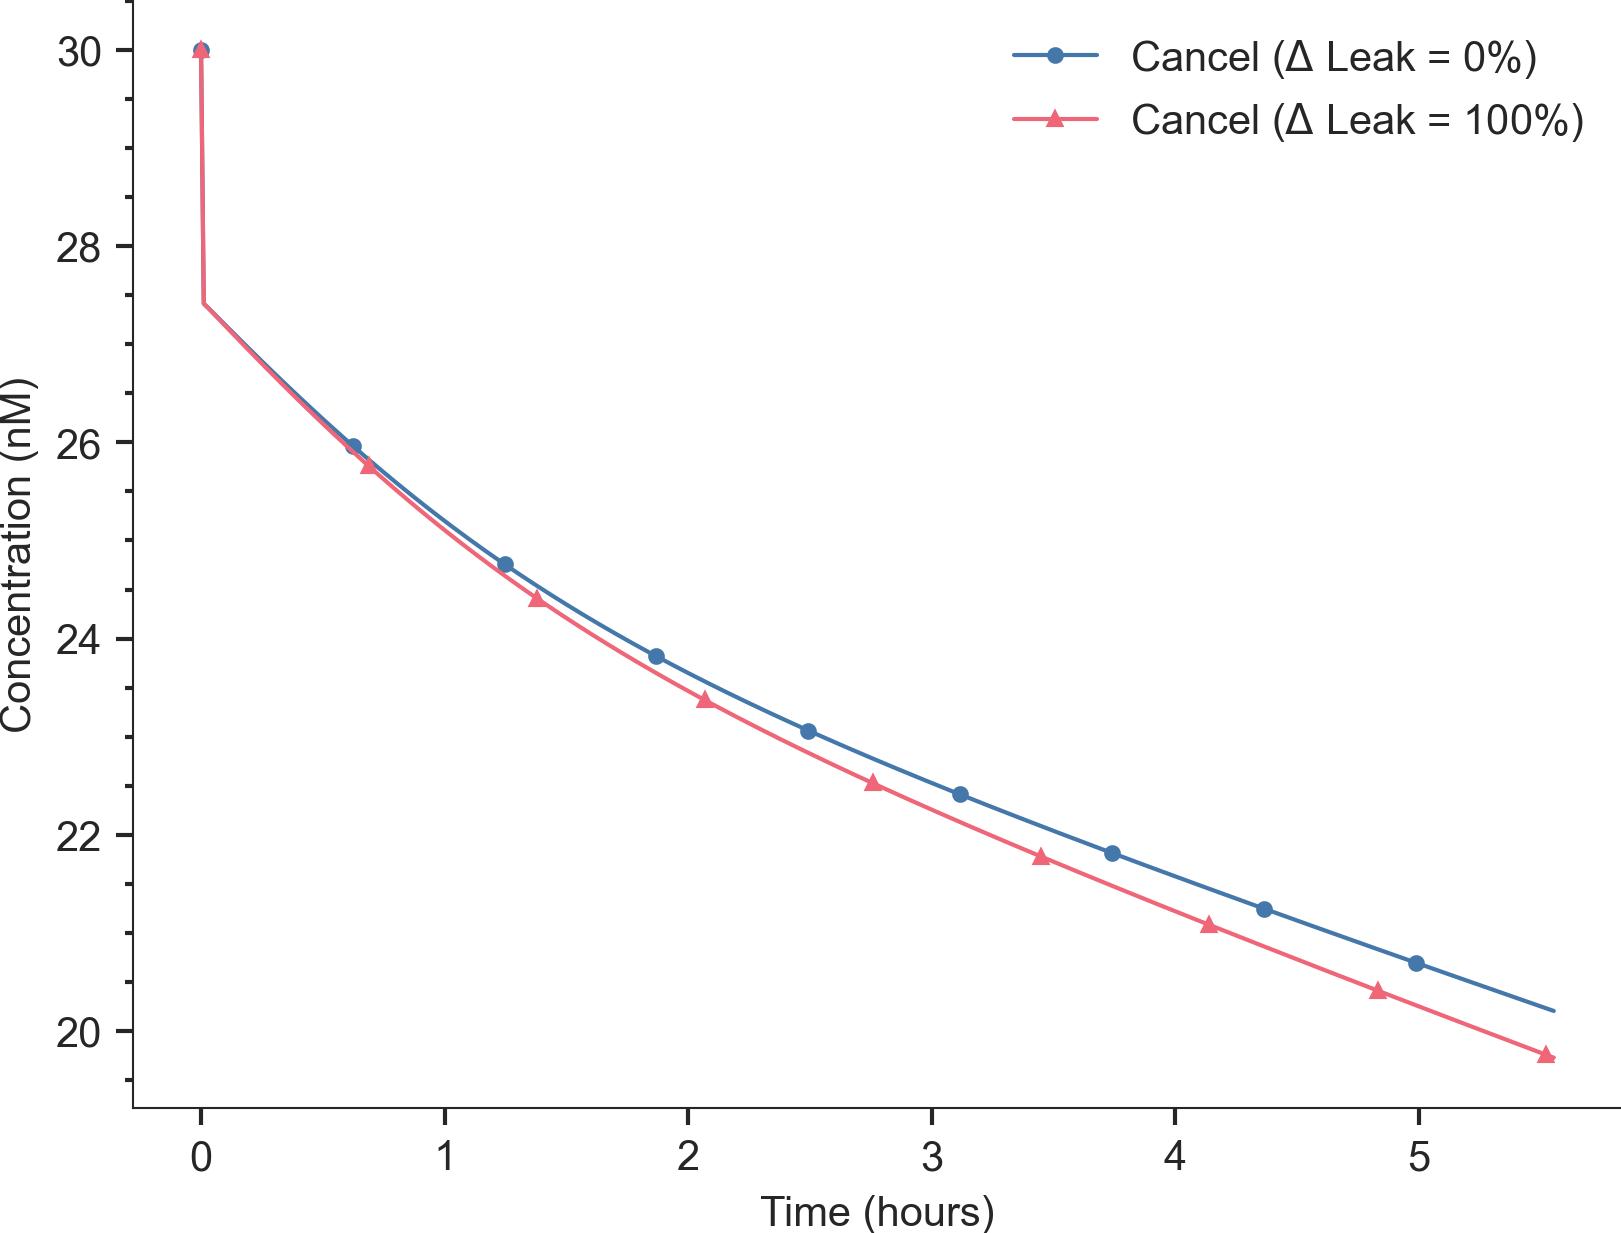 Cancel (Δ Leak = 0%)
Cancel (Δ Leak = 100%)
30
28
26
24
22
20
Concentration (nM)
0 1 2 3 4 5
Time (hours)